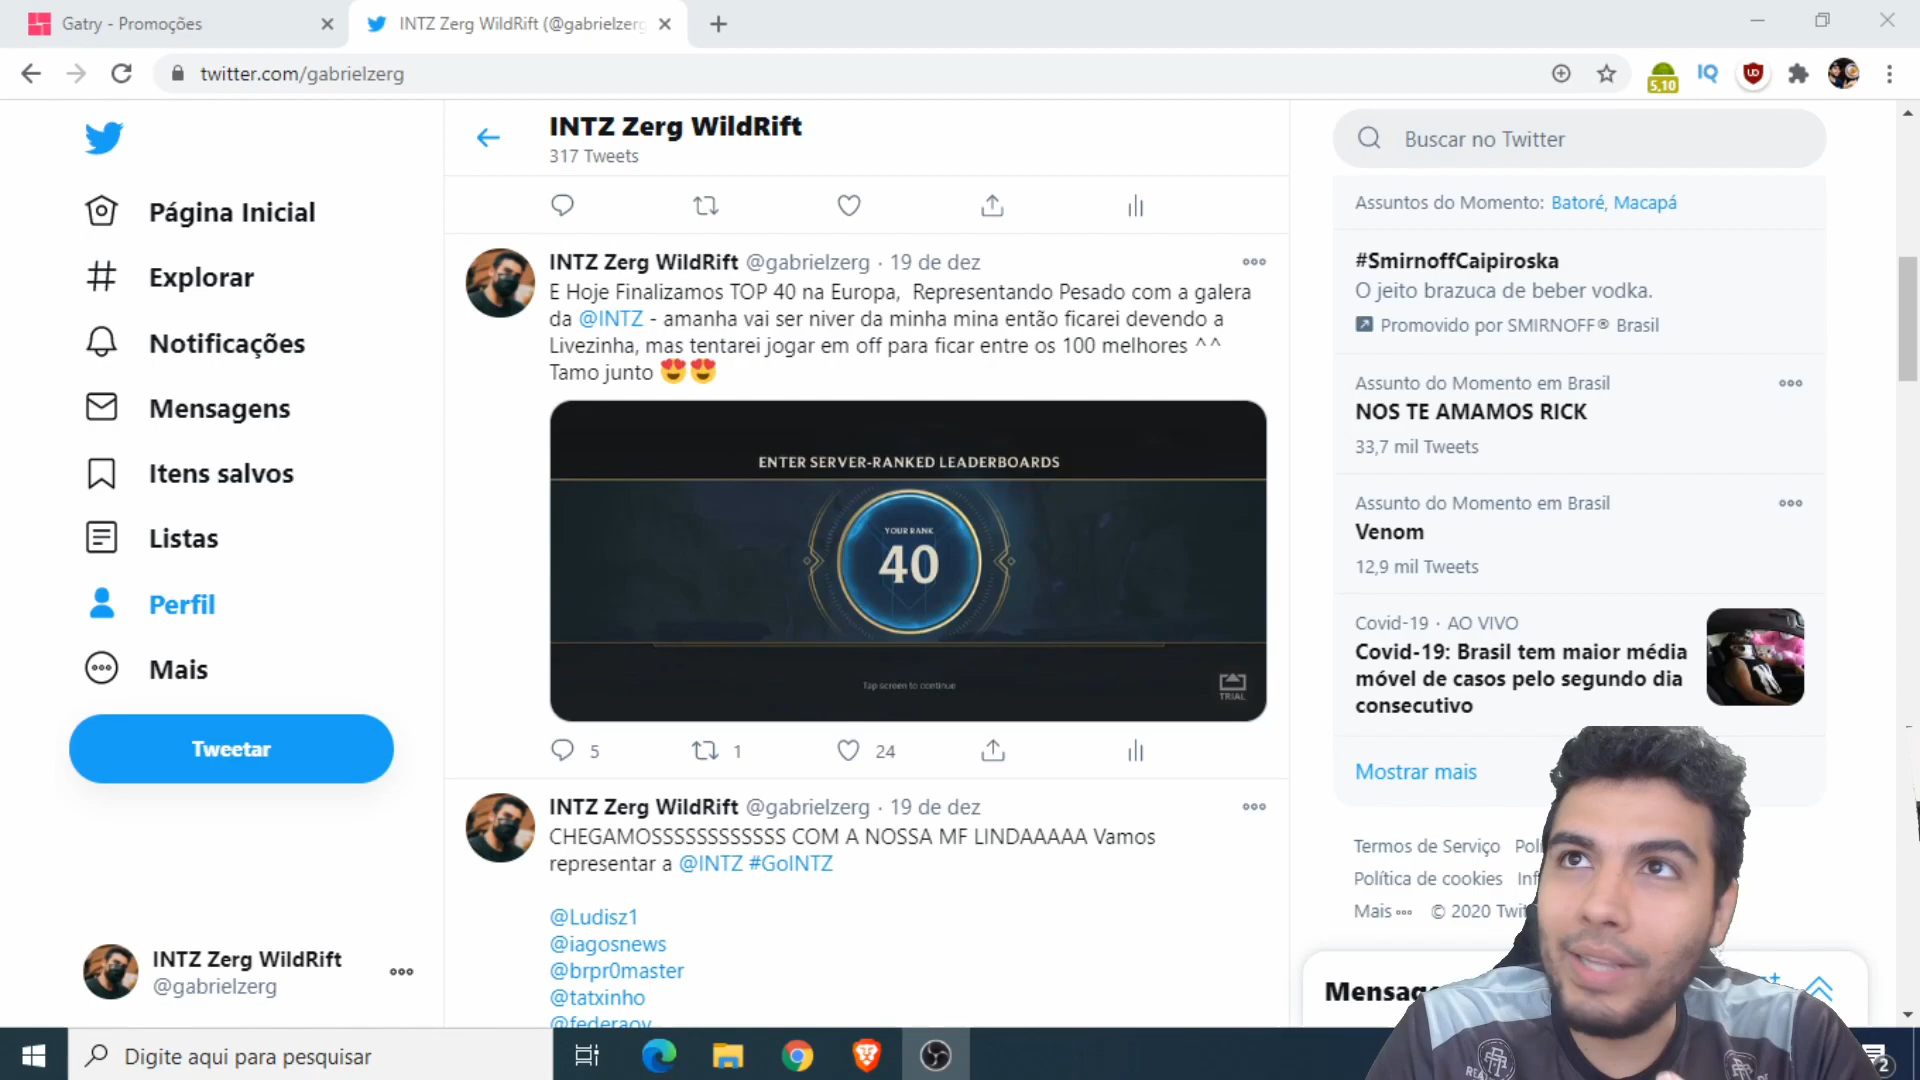 Gatry - Promoções
INTZ Zerg WildRift (@gabrielzerg
twitter.com/gabrielzerg
5,10
IQ
Página Inicial
Explorar
Notificações
Mensagens
Itens salvos
Listas
Perfil
Mais
Tweetar
INTZ Zerg WildRift
@gabrielzerg
INTZ Zerg WildRift
317 Tweets
INTZ Zerg WildRift @gabrielzerg · 19 de dez
E Hoje Finalizamos TOP 40 na Europa, Representando Pesado com a galera
da @INTZ - amanha vai ser niver da minha mina então ficarei devendo a
Livezinha, mas tentarei jogar em off para ficar entre os 100 melhores ^^
Tamo junto 😍😍
ENTER SERVER-RANKED LEADERBOARDS
YOUR RANK
40
Tap screen to continue
TRIAL
5
1
24
INTZ Zerg WildRift @gabrielzerg · 19 de dez
CHEGAMOSSSSSSSSSSSS COM A NOSSA MF LINDAAAAA Vamos
representar a @INTZ #GoINTZ
@Ludisz1
@iagosnews
@brpr0master
@tatxinho
@federaov
Buscar no Twitter
Assuntos do Momento: Batoré, Macapá
#SmirnoffCaipiroska
O jeito brazuca de beber vodka.
Promovido por SMIRNOFF® Brasil
Assunto do Momento em Brasil
NOS TE AMAMOS RICK
33,7 mil Tweets
Assunto do Momento em Brasil
Venom
12,9 mil Tweets
Covid-19 · AO VIVO
Covid-19: Brasil tem maior média
móvel de casos pelo segundo dia
consecutivo
Mostrar mais
Termos de Serviço Pol
Política de cookies Inf
Mais © 2020 Twit
Mensag
Digite aqui para pesquisar
2